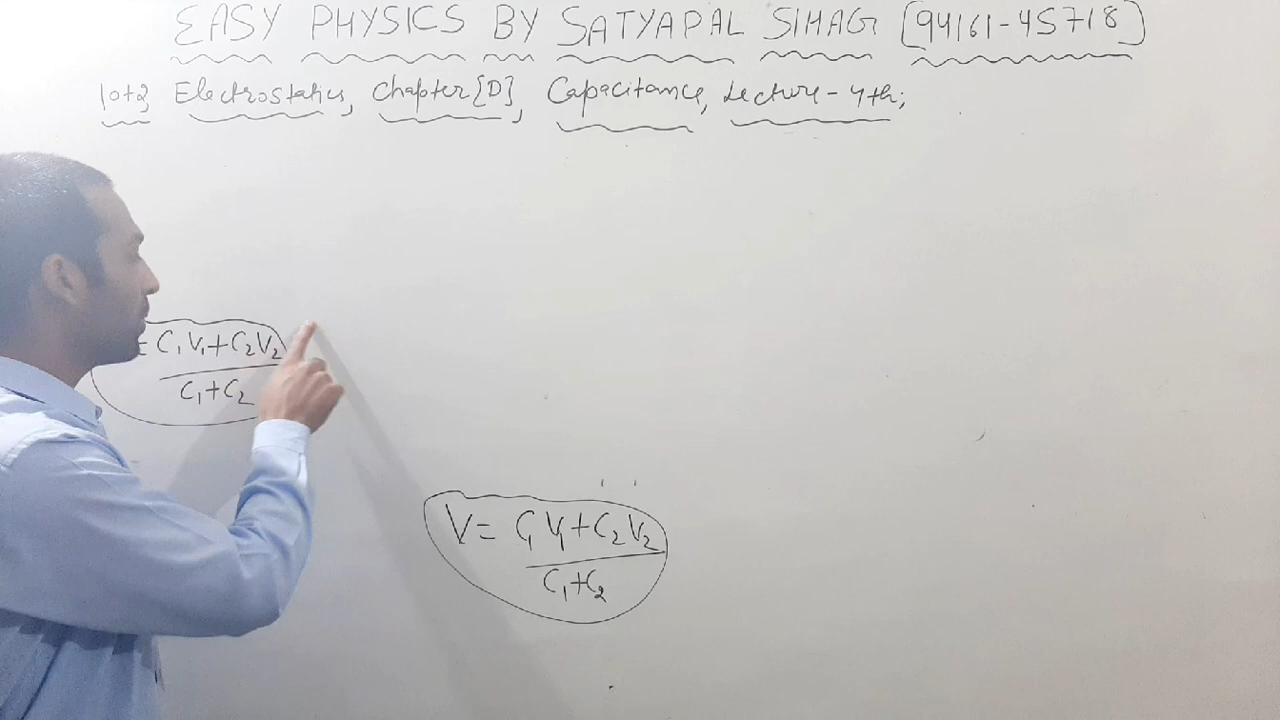 EASY PHYSICS BY SATYAPAL SIHAG [94161-45718]
10+2] Electrostatics, Chapter[D], Capacitance, Lecture-4th;
= C₁V₁+C₂V₂
C₁+C₂
V= C₁V₁+C₂V₂
C₁+C₂